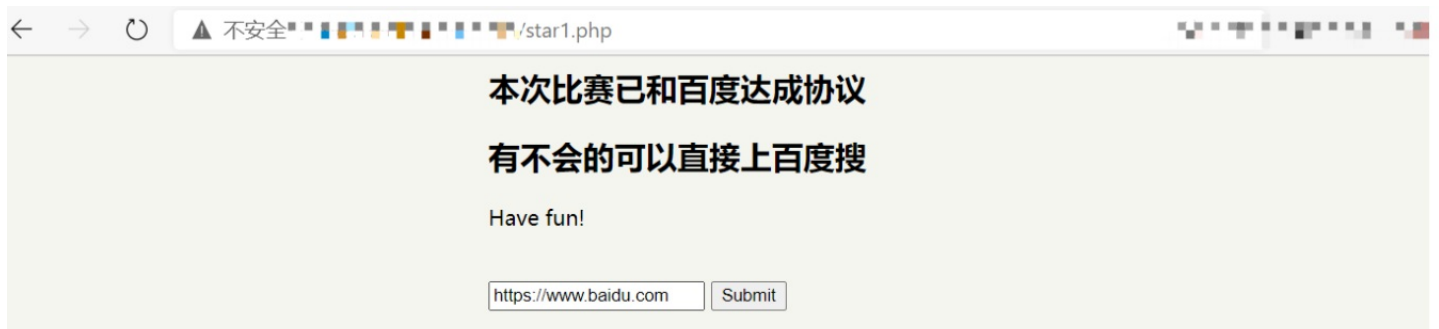 不安全 /star1.php
本次比赛已和百度达成协议
有不会的可以直接上百度搜
Have fun!
https://www.baidu.com Submit